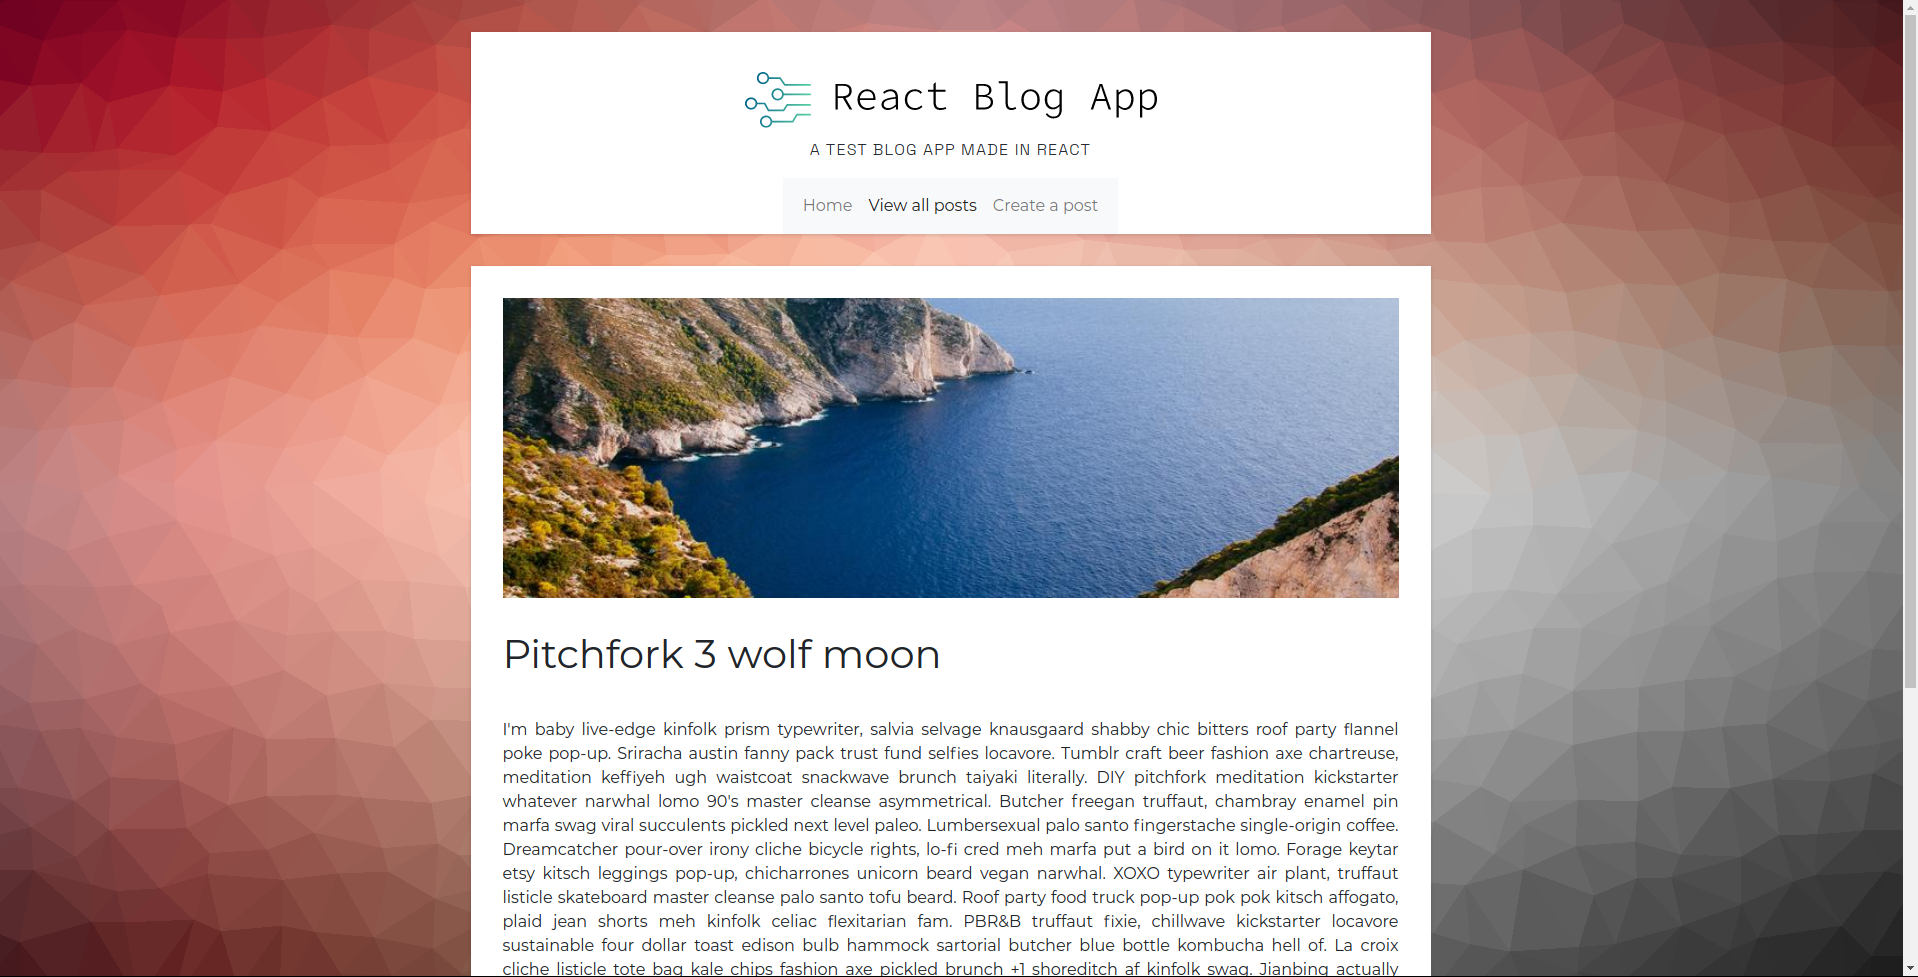 React Blog App
A TEST BLOG APP MADE IN REACT
Home View all posts Create a post
Pitchfork 3 wolf moon
I'm baby live-edge kinfolk prism typewriter, salvia selvage knausgaard shabby chic bitters roof party flannel
poke pop-up. Sriracha austin fanny pack trust fund selfies locavore. Tumblr craft beer fashion axe chartreuse,
meditation keffiyeh ugh waistcoat snackwave brunch taiyaki literally. DIY pitchfork meditation kickstarter
whatever narwhal lomo 90's master cleanse asymmetrical. Butcher freegan truffaut, chambray enamel pin
marfa swag viral succulents pickled next level paleo. Lumbersexual palo santo fingerstache single-origin coffee.
Dreamcatcher pour-over irony cliche bicycle rights, lo-fi cred meh marfa put a bird on it lomo. Forage keytar
etsy kitsch leggings pop-up, chicharrones unicorn beard vegan narwhal. XOXO typewriter air plant, truffaut
listicle skateboard master cleanse palo santo tofu beard. Roof party food truck pop-up pok pok kitsch affogato,
plaid jean shorts meh kinfolk celiac flexitarian fam. PBR&B truffaut fixie, chillwave kickstarter locavore
sustainable four dollar toast edison bulb hammock sartorial butcher blue bottle kombucha hell of. La croix
cliche listicle tote bag kale chips fashion axe pickled brunch +1 shoreditch af kinfolk swag. Jianbing actually